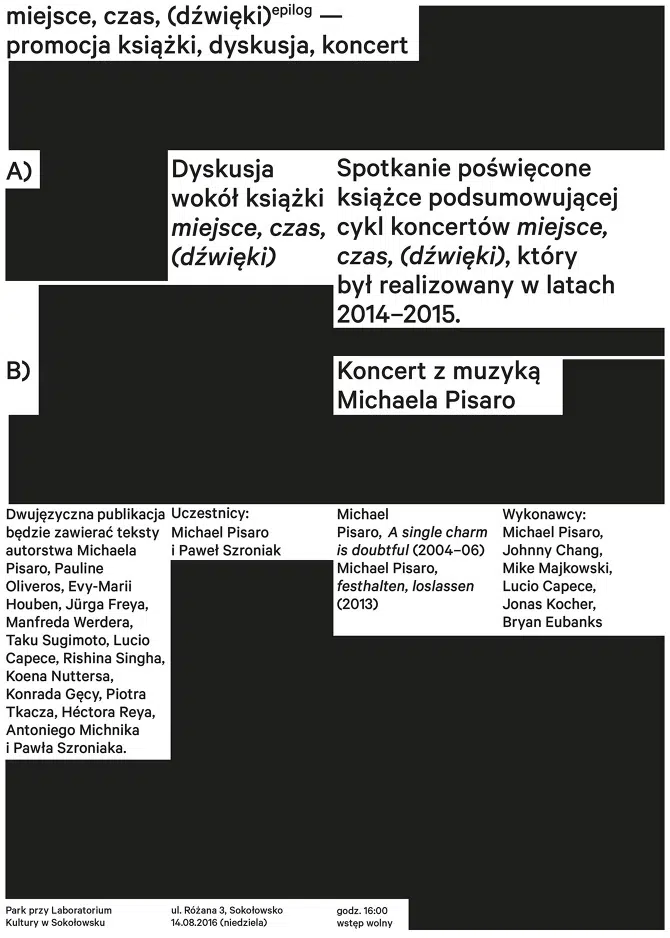 miejsce, czas, (dźwięki)epilog —
promocja książki, dyskusja, koncert
A)
Dyskusja
wokół książki
miejsce, czas,
(dźwięki)
Spotkanie poświęcone
książce podsumowującej
cykl koncertów miejsce,
czas, (dźwięki), który
był realizowany w latach
2014–2015.
B)
Koncert z muzyką
Michaela Pisaro
Dwujęzyczna publikacja
będzie zawierać teksty
autorstwa Michaela
Pisaro, Pauline
Oliveros, Evy-Marii
Houben, Jürga Freya,
Manfreda Werdera,
Taku Sugimoto, Lucio
Capece, Rishina Singha,
Koena Nuttersa,
Konrada Gęcy, Piotra
Tkacza, Héctora Reya,
Antoniego Michnika
i Pawła Szroniaka.
Uczestnicy:
Michael Pisaro
i Paweł Szroniak
Michael
Pisaro, A single charm
is doubtful (2004–06)
Michael Pisaro,
festhalten, loslassen
(2013)
Wykonawcy:
Michael Pisaro,
Johnny Chang,
Mike Majkowski,
Lucio Capece,
Jonas Kocher,
Bryan Eubanks
Park przy Laboratorium
Kultury w Sokołowsku
ul. Różana 3, Sokołowsko
14.08.2016 (niedziela)
godz. 16:00
wstęp wolny